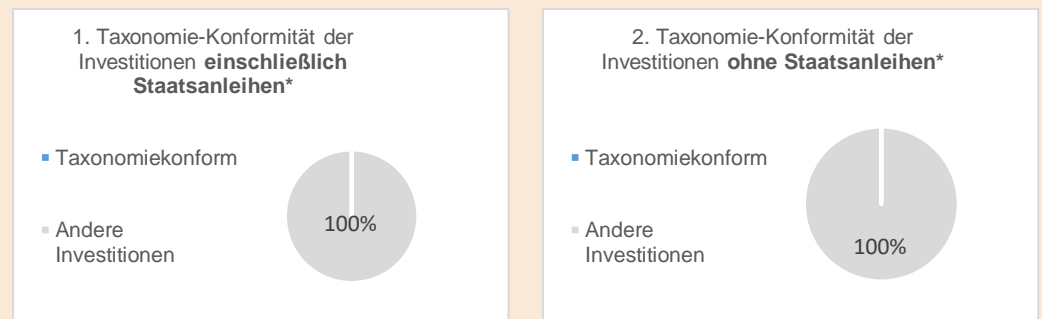 1. Taxonomie-Konformität der
Investitionen einschließlich
Staatsanleihen*
Taxonomiekonform
Andere
Investitionen
100%
2. Taxonomie-Konformität der
Investitionen ohne Staatsanleihen*
Taxonomiekonform
Andere
Investitionen
100%